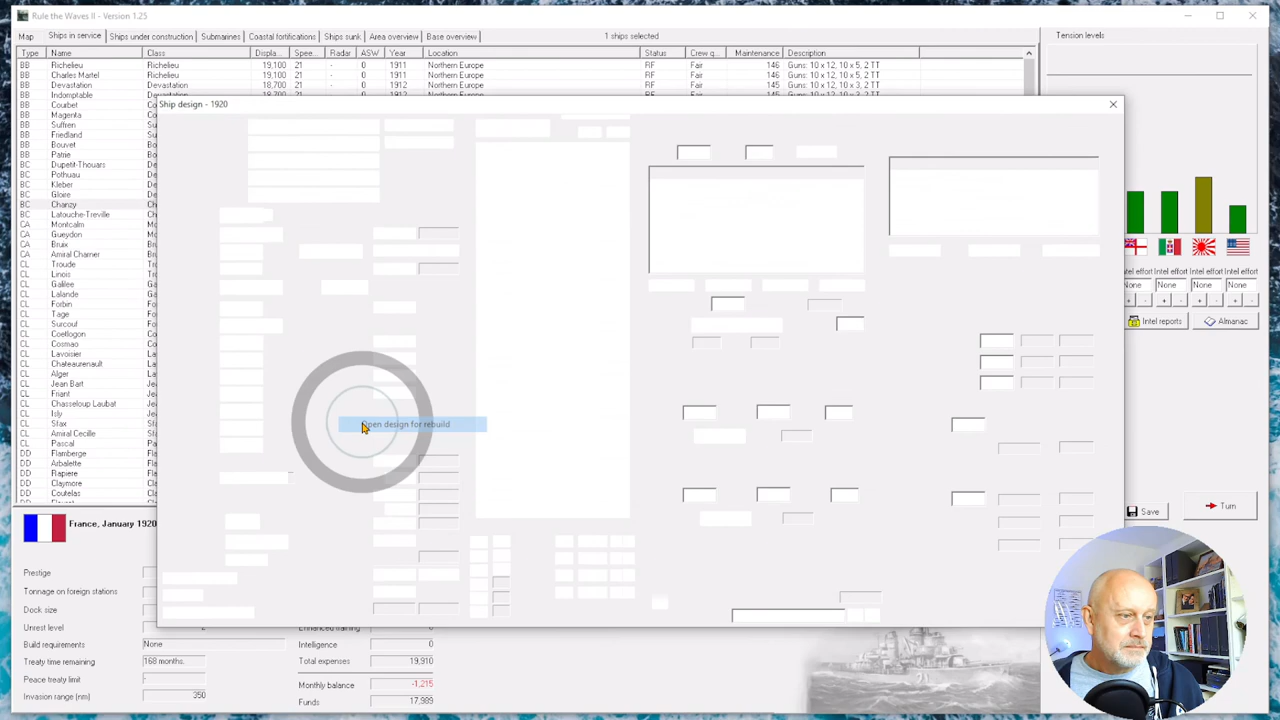 Rule the Waves II - Version 1.25
Map Ships in service Ships under construction Submarines Coastal fortifications Ships sunk Area overview Base overview 1 ships selected Tension levels
Type Name Class Displa... Spee... Radar ASW Year Location Status Crew q... Maintenance Description
BB Richelieu Richelieu 19,100 21 - 0 1911 Northern Europe RF Fair 146 Guns: 10 x 12, 10 x 5, 2 TT
BB Charles Martel Richelieu 19,100 21 - 0 1911 Northern Europe RF Fair 146 Guns: 10 x 12, 10 x 5, 2 TT
BB Devastation Devastation 18,700 21 - 0 1912 Northern Europe RF Fair 145 Guns: 10 x 12, 10 x 5, 2 TT
BB Indomptable
BB Courbet
BB Magenta
BB Suffren
BB Friedland
BB Bouvet
BB Patrie
BC Dupetit-Thouars
BC Pothuau
BC Kleber
BC Gloire
BC Chanzy
BC Latouche-Treville
CA Montcalm
CA Gueydon
CA Bruix
CA Amiral Charner
CL Troude
CL Linois
CL Galilee
CL Lalande
CL Forbin
CL Tage
CL Surcouf
CL Coetlogon
CL Cosmao
CL Lavoisier
CL Chateaurenault
CL Alger
CL Jean Bart
CL Friant
CL Chasseloup Laubat
CL Isly
CL Sfax
CL Amiral Cecille
CL Pascal
DD Flamberge
DD Arbalette
DD Rapiere
DD Claymore
DD Coutelas
Ship design - 1920
Open design for rebuild
Intel effort Intel effort Intel effort
None None None None
+ - + - + - + -
Intel reports Almanac
Save Turn
France, January 1920
Prestige
Tonnage on foreign stations
Dock size
Unrest level
Build requirements None
Treaty time remaining 168 months.
Peace treaty limit -
Invasion range (nm) 350
Intelligence 0
Total expenses 19,910
Monthly balance -1,215
Funds 17,989